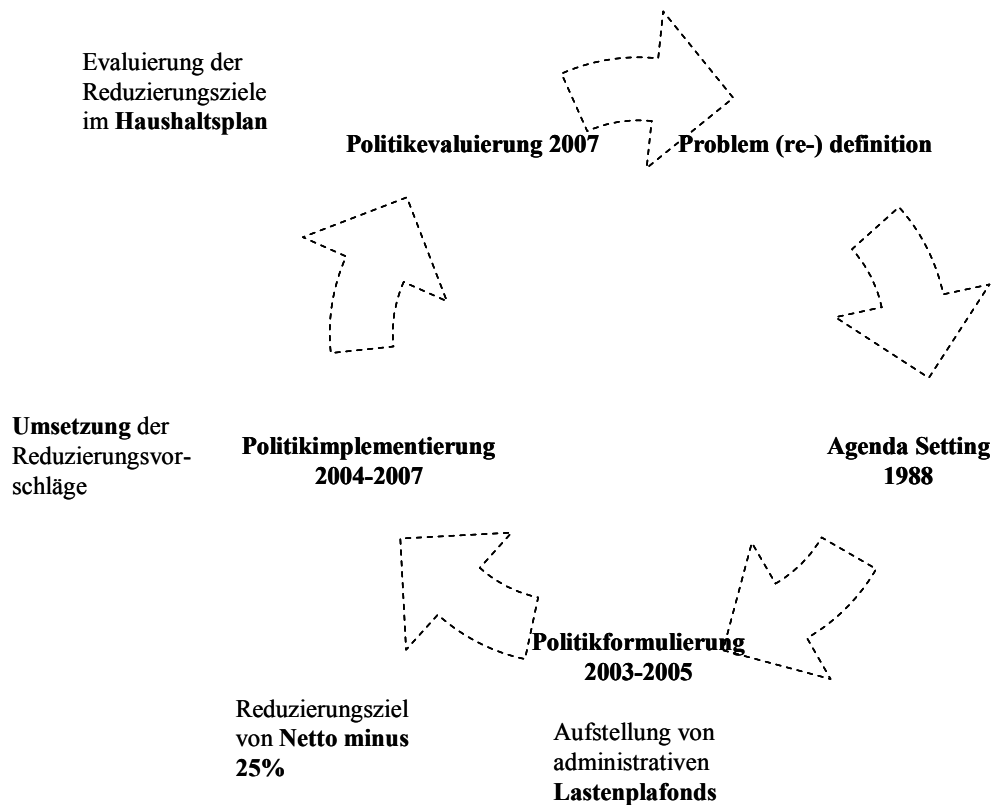 Evaluierung der
Reduzierungsziele
im Haushaltsplan
Politikevaluierung 2007
Problem (re-) definition
Umsetzung der
Reduzierungsvor-
schläge
Politikimplementierung
2004-2007
Agenda Setting
1988
Politikformulierung
2003-2005
Reduzierungsziel
von Netto minus
25%
Aufstellung von
administrativen
Lastenplafonds